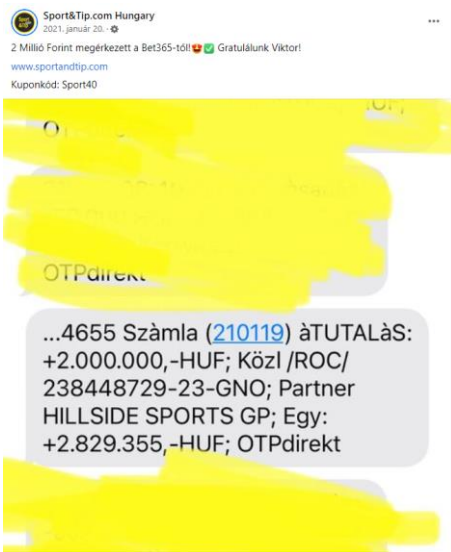 Sport&Tip.com Hungary
2021. január 20. ·
2 Millió Forint megérkezett a Bet365-től!😍✅ Gratulálunk Viktor!
www.sportandtip.com
Kuponkód: Sport40
OTPdirekt
...4655 Szàmla (210119) àTUTALàS:
+2.000.000,-HUF; Közl /ROC/
238448729-23-GNO; Partner
HILLSIDE SPORTS GP; Egy:
+2.829.355,-HUF; OTPdirekt